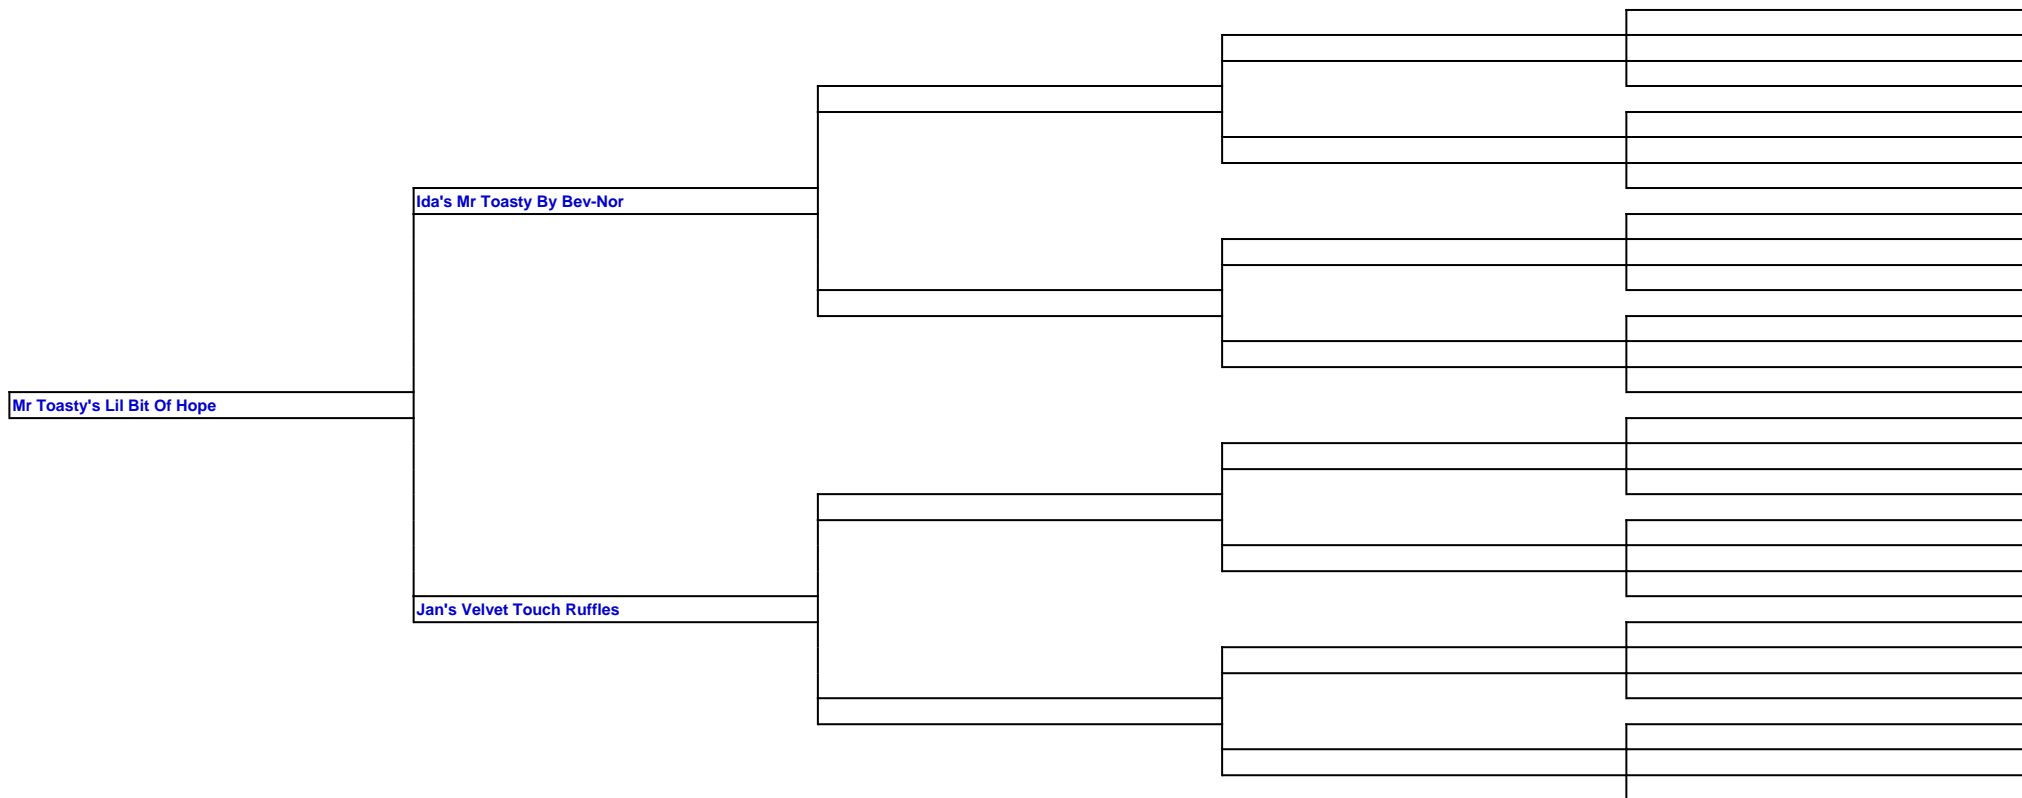 Ida's Mr Toasty By Bev-Nor
Mr Toasty's Lil Bit Of Hope
Jan's Velvet Touch Ruffles